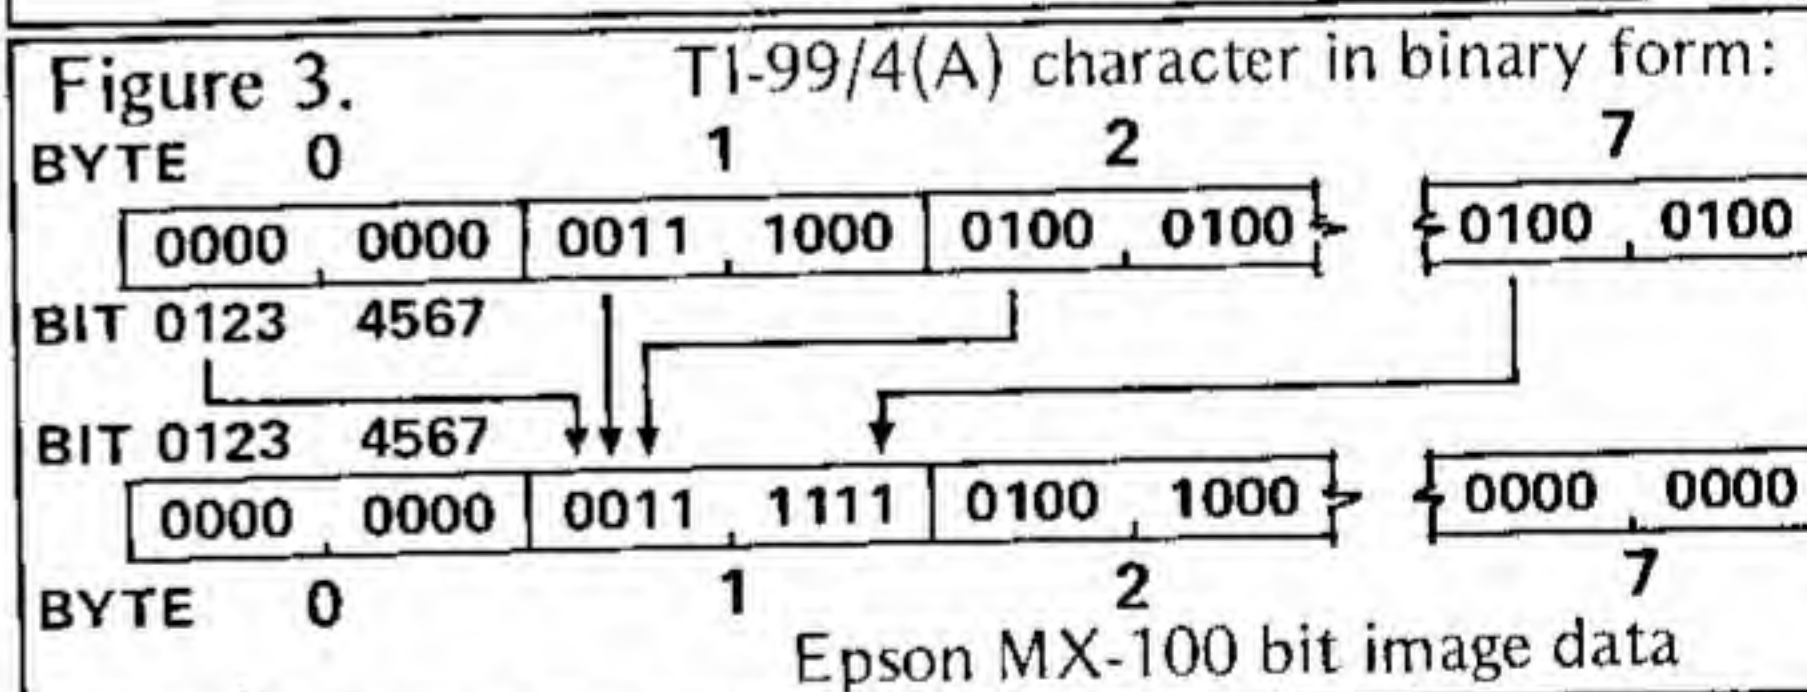 Figure 3. TI-99/4(A) character in binary form:
BYTE 0 1 2 7
0000 0000 0011 1000 0100 0100 0100 0100
BIT 0123 4567
BIT 0123 4567
0000 0000 0011 1111 0100 1000 0000 0000
BYTE 0 1 2 7
Epson MX-100 bit image data